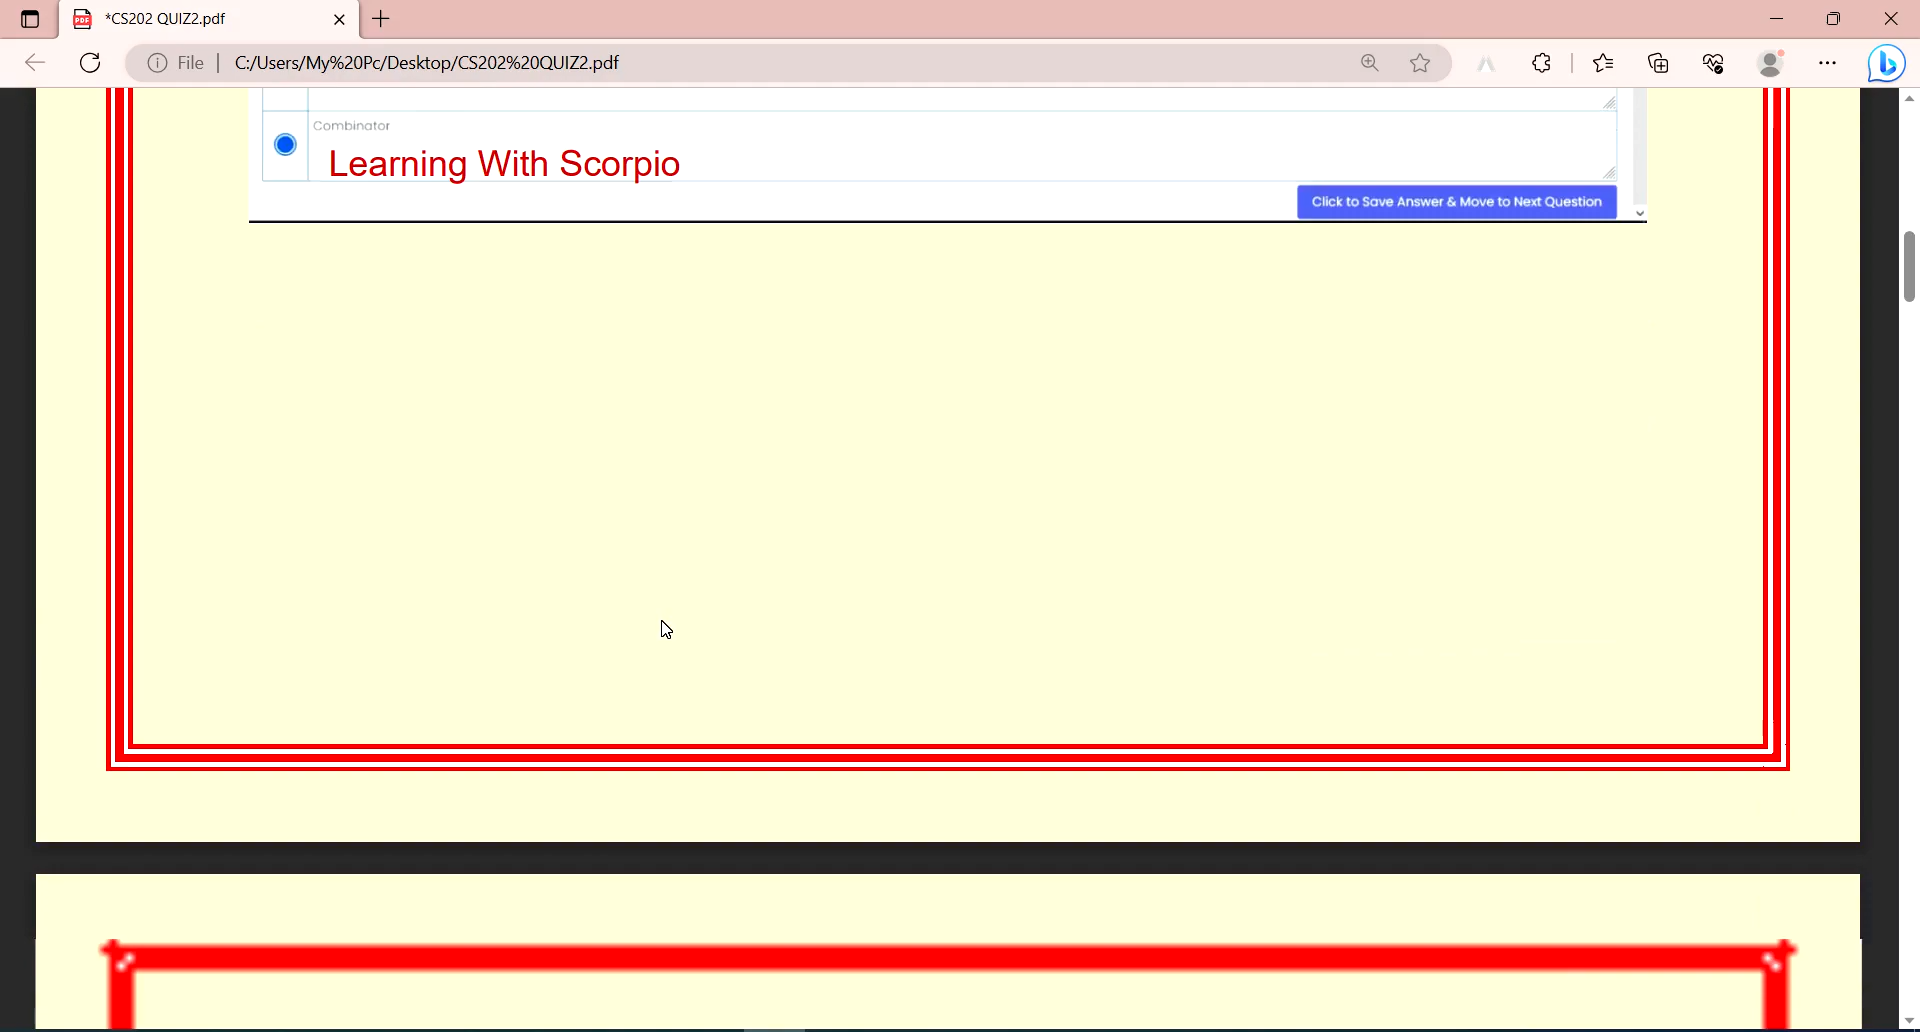 *CS202 QUIZ2.pdf
File
C:/Users/My%20Pc/Desktop/CS202%20QUIZ2.pdf
Combinator
Learning With Scorpio
Click to Save Answer & Move to Next Question